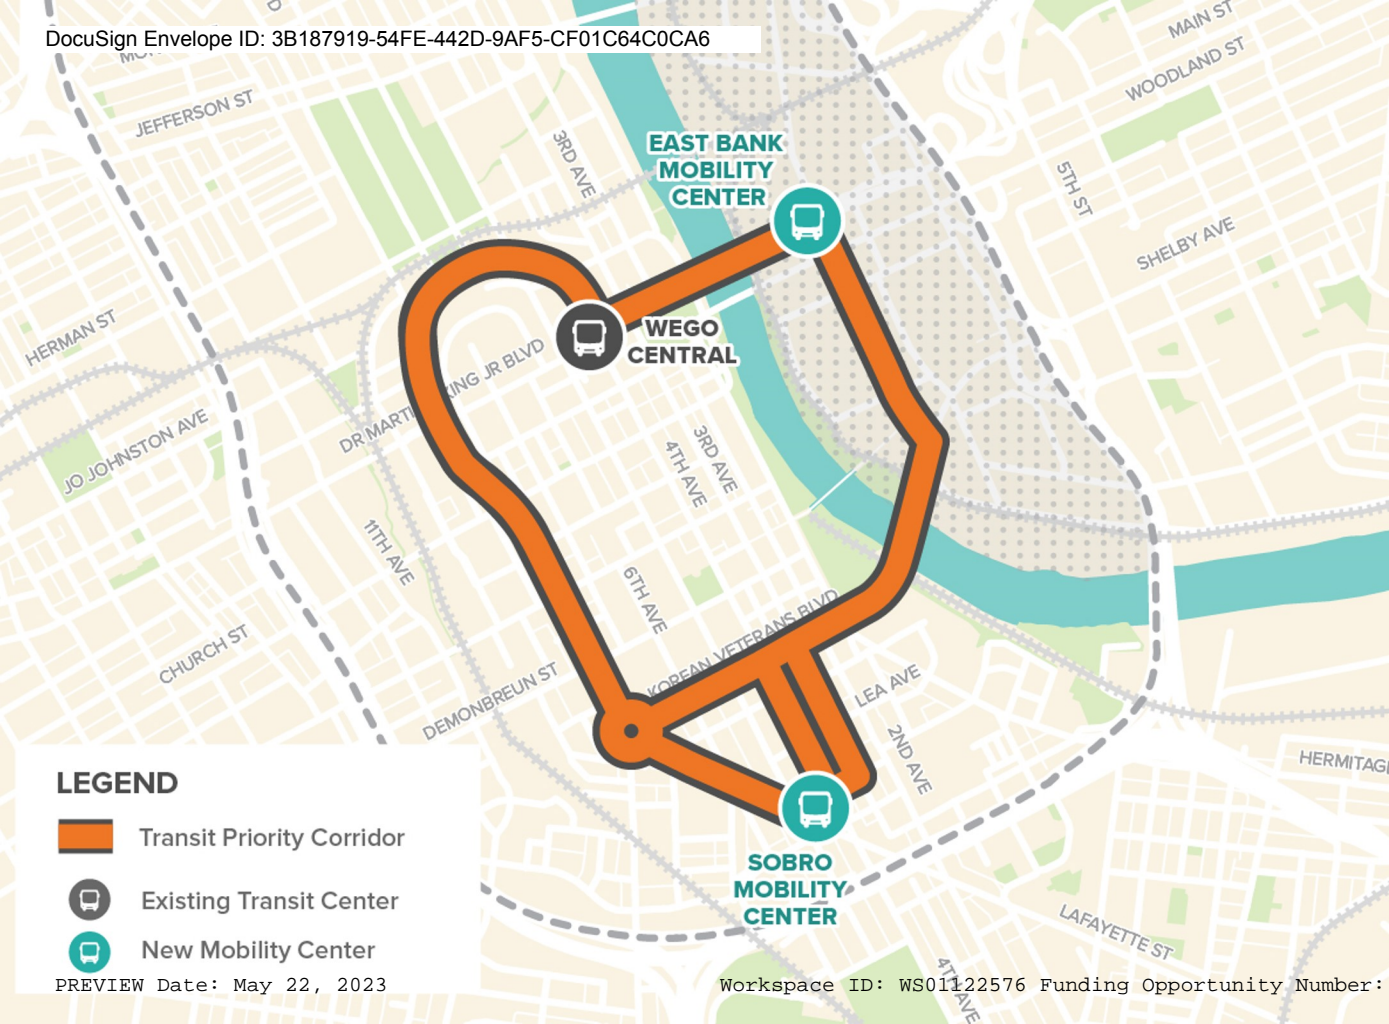 DocuSign Envelope ID: 3B187919-54FE-442D-9AF5-CF01C64C0CA6
MAIN ST
WOODLAND ST
JEFFERSON ST
3RD AVE
EAST BANK
MOBILITY
CENTER
5TH ST
SHELBY AVE
HERMAN ST
WEGO
CENTRAL
DR MARTI
KING JR BLVD
JO JOHNSTON AVE
3RD AVE
4TH AVE
11TH AVE
6TH AVE
KOREAN VETERANS BLVD
CHURCH ST
DEMONBREUN ST
LEA AVE
2ND AVE
HERMITAG
LEGEND
Transit Priority Corridor
Existing Transit Center
New Mobility Center
SOBRO
MOBILITY
CENTER
LAFAYETTE ST
4TH AVE
PREVIEW Date: May 22, 2023
Workspace ID: WS01122576 Funding Opportunity Number: